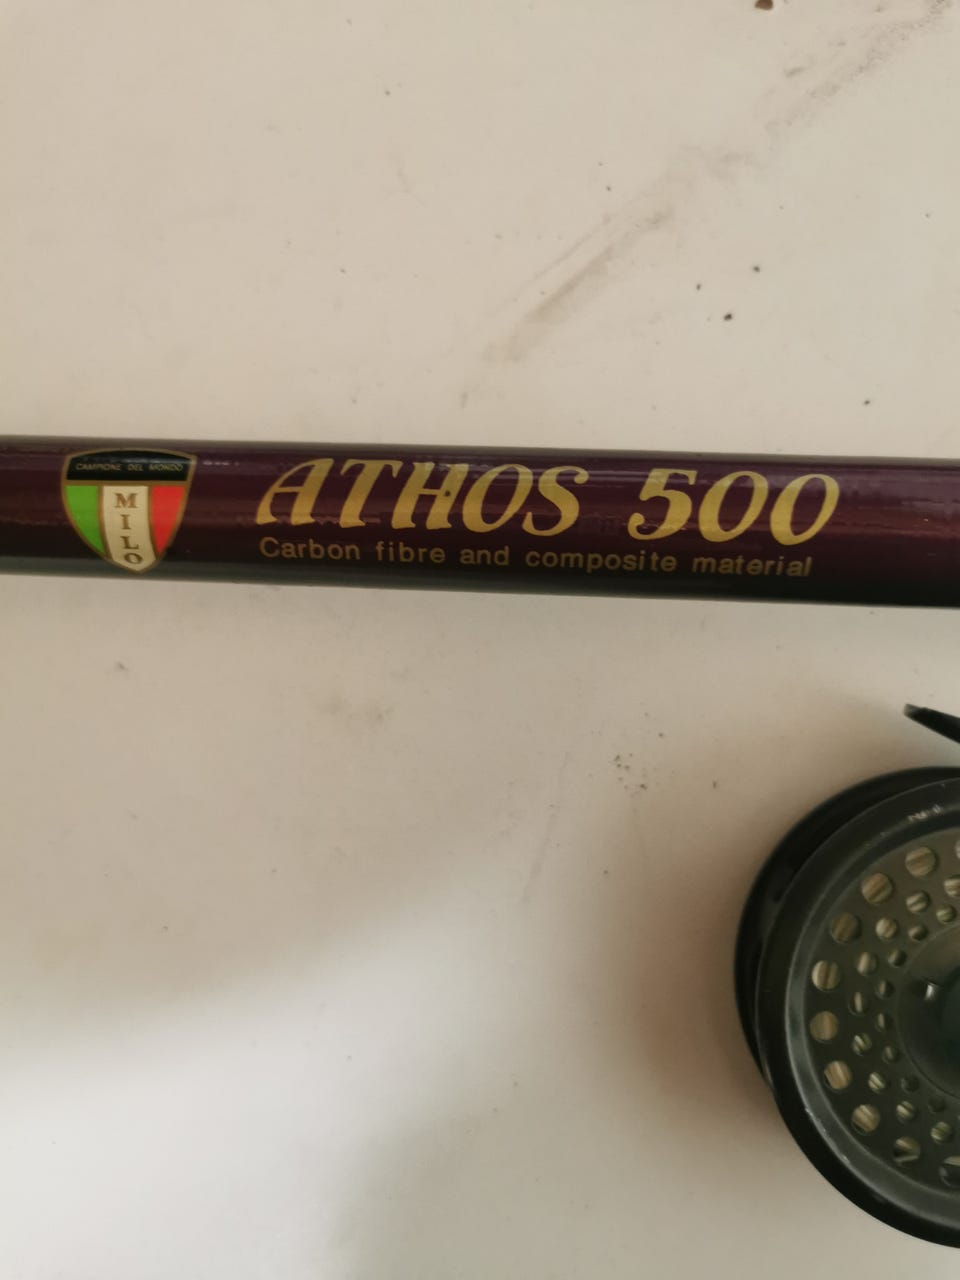 CAMPIONE DEL MONDO
MILO
ATHOS 500
Carbon fibre and composite material